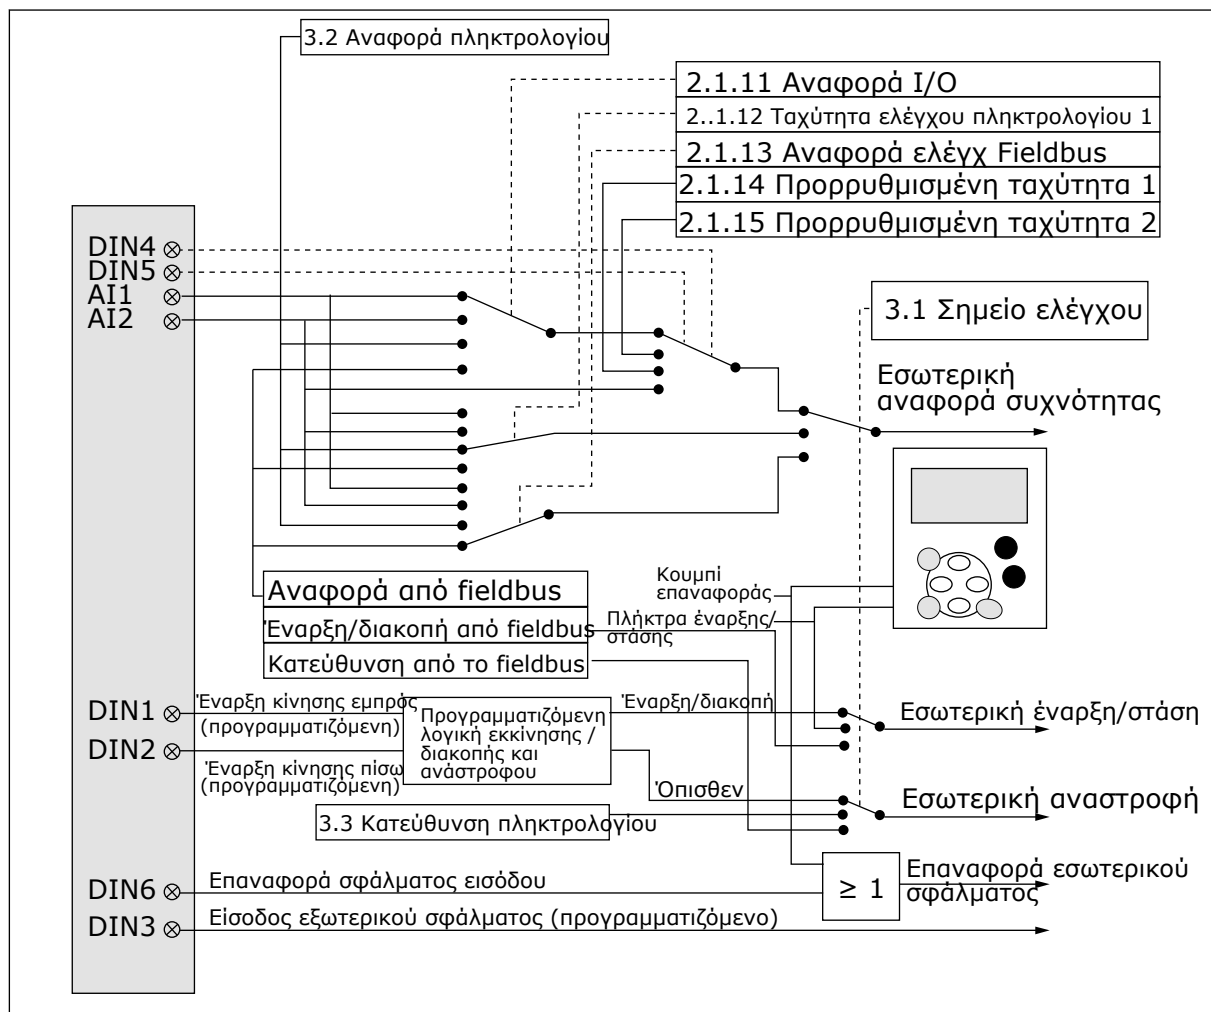 3.2 Αναφορά πληκτρολογίου
2.1.11 Αναφορά I/O
2..1.12 Ταχύτητα ελέγχου πληκτρολογίου 1
2.1.13 Αναφορά ελέγχ Fieldbus
2.1.14 Προρρυθμισμένη ταχύτητα 1
2.1.15 Προρρυθμισμένη ταχύτητα 2
DIN4
DIN5
AI1
AI2
3.1 Σημείο ελέγχου
Εσωτερική
αναφορά συχνότητας
Κουμπί
επαναφοράς
Αναφορά από fieldbus
Έναρξη/διακοπή από fieldbus
Κατεύθυνση από το fieldbus
Πλήκτρα έναρξης/
στάσης
DIN1
Έναρξη κίνησης εμπρός
(προγραμματιζόμενη)
DIN2
Έναρξη κίνησης πίσω
(προγραμματιζόμενη)
Προγραμματιζόμενη
λογική εκκίνησης /
διακοπής και
ανάστροφου
Έναρξη/διακοπή
Εσωτερική έναρξη/στάση
Όπισθεν
Εσωτερική αναστροφή
3.3 Κατεύθυνση πληκτρολογίου
DIN6
Επαναφορά σφάλματος εισόδου
≥ 1
Επαναφορά εσωτερικού
σφάλματος
DIN3
Είσοδος εξωτερικού σφάλματος (προγραμματιζόμενο)